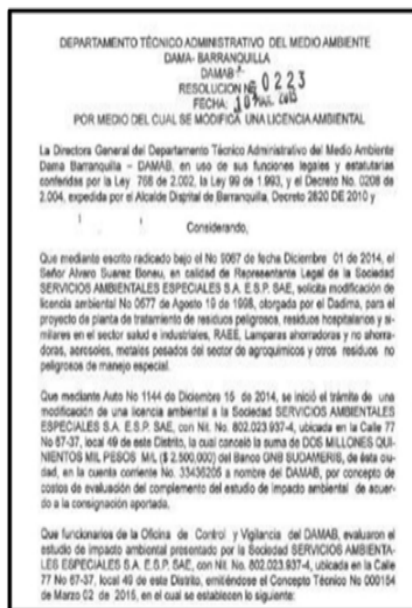 DEPARTAMENTO TÉCNICO ADMINISTRATIVO DEL MEDIO AMBIENTE
DAMA- BARRANQUILLA
DAMAB
RESOLUCION Nº 0223
FECHA: 10 MAR. 2015
POR MEDIO DEL CUAL SE MODIFICA UNA LICENCIA AMBIENTAL
La Directora General del Departamento Técnico Administrativo del Medio Ambiente
Dama Barranquilla – DAMAB, en uso de sus funciones legales y estatutarias
conferidas por la Ley 768 de 2.002, la Ley 99 de 1.993, y el Decreto No. 0208 de
2.004, expedida por el Alcalde Distrital de Barranquilla, Decreto 2820 DE 2010 y
Considerando,
Que mediante escrito radicado bajo el No 9067 de fecha Diciembre 01 de 2014, el
Señor Alvaro Suarez Boneu, en calidad de Representante Legal de la Sociedad
SERVICIOS AMBIENTALES ESPECIALES S.A. E.S.P. SAE, solicita modificación de
licencia ambiental No 0677 de Agosto 19 de 1998, otorgada por el Dadima, para el
proyecto de planta de tratamiento de residuos peligrosos, residuos hospitalarios y si-
milares en el sector salud e industriales, RAEE, Lamparas ahorradoras y no ahorra-
doras, aerosoles, metales pesados del sector de agroquimicos y otros residuos no
peligrosos de manejo especial.
Que mediante Auto No 1144 de Diciembre 15 de 2014, se inició el trámite de una
modificación de una licencia ambiental a la Sociedad SERVICIOS AMBIENTALES
ESPECIALES S.A. E.S.P. SAE, con Nit. No. 802.023.937-4, ubicada en la Calle 77
No 67-37, local 49 de este Distrito, la cual canceló la suma de DOS MILLONES QUI-
NIENTOS MIL PESOS M/L ($ 2.500.000) del Banco GNB SUDAMERIS, de ésta ciu-
dad, en la cuenta corriente No. 33436205 a nombre del DAMAB, por concepto de
costos de evaluación del complemento del estudio de impacto ambiental de acuer-
do a la consignación aportada.
Que funcionarios de la Oficina de Control y Vigilancia del DAMAB, evaluaron el
estudio de impacto ambiental presentado por la Sociedad SERVICIOS AMBIENTA-
LES ESPECIALES S.A. E.S.P. SAE, con Nit. No. 802.023.937-4, ubicada en la Calle
77 No 67-37, local 49 de este Distrito, emitiéndose el Concepto Técnico No 000154
de Marzo 02 de 2015, en el cual se establecen lo siguiente: